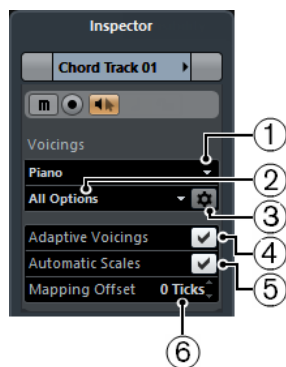 Inspector
Chord Track 01
m
Voicings
Piano
1
All Options
2
3
Adaptive Voicings
4
Automatic Scales
5
Mapping Offset 0 Ticks
6